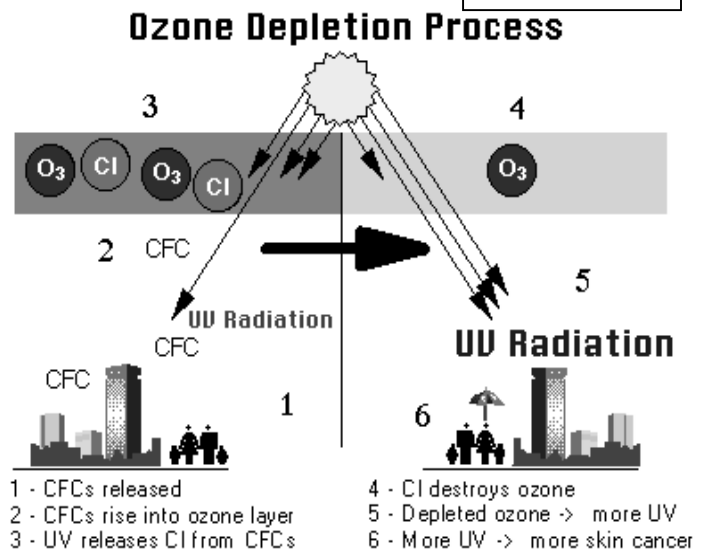 Ozone Depletion Process
3
4
O3
Cl
O3
Cl
O3
2 CFC
5
UV Radiation
CFC
UV Radiation
CFC
1
6
1 - CFCs released
2 - CFCs rise into ozone layer
3 - UV releases Cl from CFCs
4 - Cl destroys ozone
5 - Depleted ozone -> more UV
6 - More UV -> more skin cancer